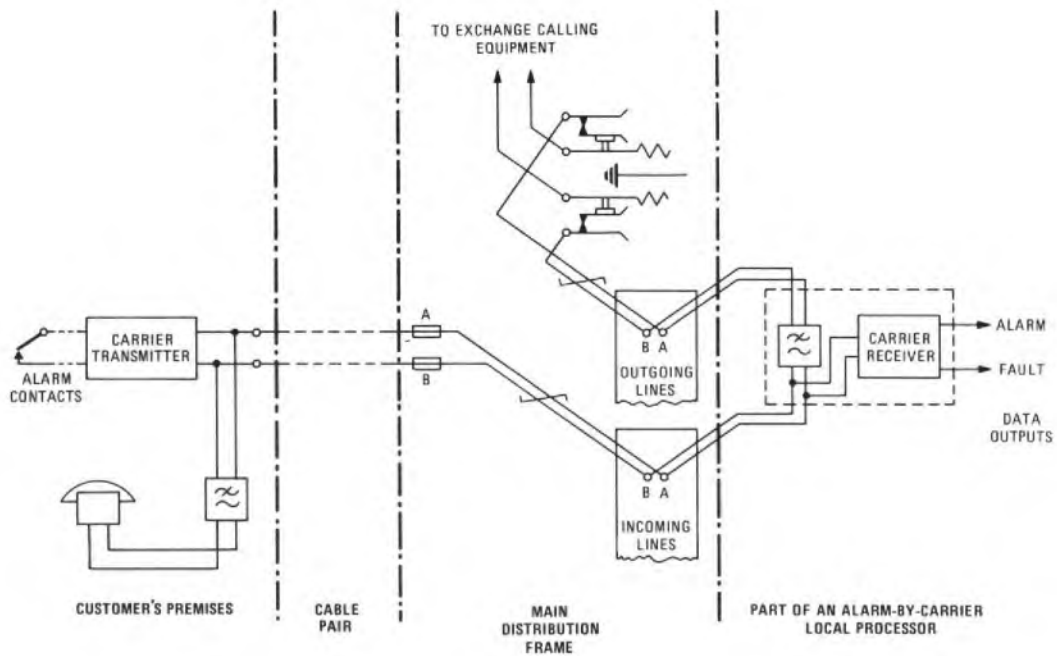 TO EXCHANGE CALLING
EQUIPMENT
CARRIER
TRANSMITTER
ALARM
CONTACTS
A
B
B A
OUTGOING
LINES
B A
INCOMING
LINES
CARRIER
RECEIVER
ALARM
FAULT
DATA
OUTPUTS
CUSTOMER'S PREMISES
CABLE
PAIR
MAIN
DISTRIBUTION
FRAME
PART OF AN ALARM-BY-CARRIER
LOCAL PROCESSOR